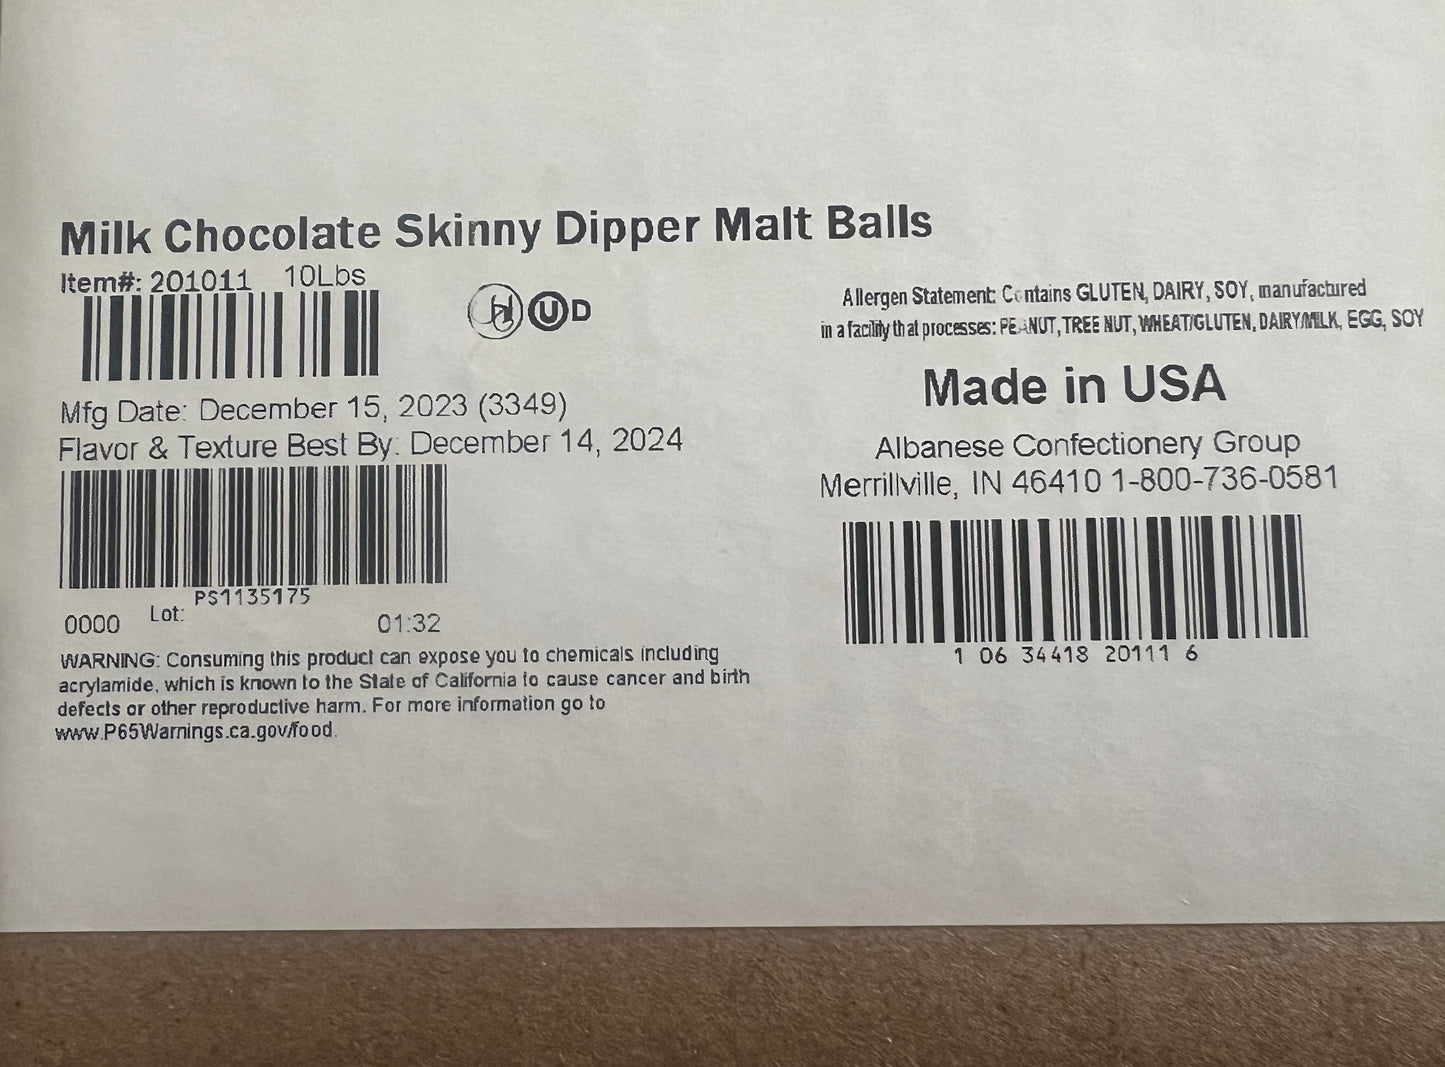 Milk Chocolate Skinny Dipper Malt Balls
Item#: 201011 10Lbs
U D
Mfg Date: December 15, 2023 (3349)
Flavor & Texture Best By: December 14, 2024
PS1135175
0000 Lot: 01:32
WARNING: Consuming this product can expose you to chemicals including
acrylamide, which is known to the State of California to cause cancer and birth
defects or other reproductive harm. For more information go to
www.P65Warnings.ca.gov/food.
Allergen Statement: Contains GLUTEN, DAIRY, SOY, manufactured
in a facility that processes: PEANUT, TREE NUT, WHEAT/GLUTEN, DAIRY/MILK, EGG, SOY
Made in USA
Albanese Confectionery Group
Merrillville, IN 46410 1-800-736-0581
1 06 34418 20111 6